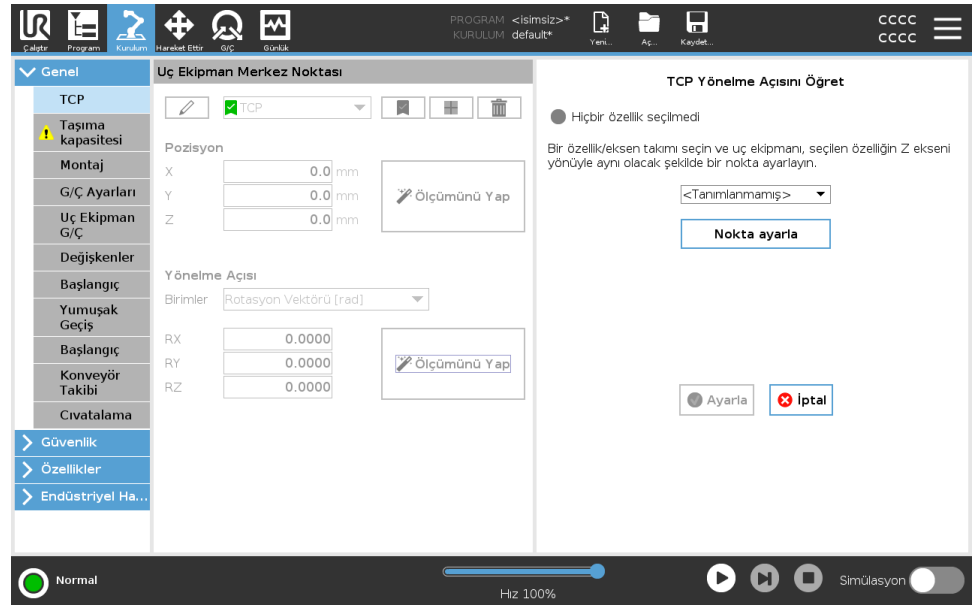 PROGRAM <isimsiz>*
KURULUM default*
UR
Çalıştır
Program
Kurulum
Hareket Ettir
G/Ç
Günlük
Yeni...
Aç...
Kaydet...
CCCC
CCCC
Genel
TCP
Taşıma
kapasitesi
Montaj
G/Ç Ayarları
Uç Ekipman
G/Ç
Değişkenler
Başlangıç
Yumuşak
Geçiş
Başlangıç
Konveyör
Takibi
Cıvatalama
Güvenlik
Özellikler
Endüstriyel Ha...
Uç Ekipman Merkez Noktası
TCP
Pozisyon
X 0.0 mm
Y 0.0 mm
Z 0.0 mm
Ölçümünü Yap
Yönelme Açısı
Birimler Rotasyon Vektörü [rad]
RX 0.0000
RY 0.0000
RZ 0.0000
Ölçümünü Yap
TCP Yönelme Açısını Öğret
Hiçbir özellik seçilmedi
Bir özellik/eksen takımı seçin ve uç ekipmanı, seçilen özelliğin Z ekseni
yönüyle aynı olacak şekilde bir nokta ayarlayın.
<Tanımlanmamış>
Nokta ayarla
Ayarla
İptal
Normal
Hız 100%
Simülasyon